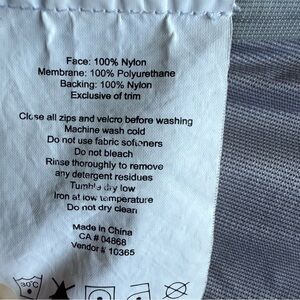 Face: 100% Nylon
Membrane: 100% Polyurethane
Backing: 100% Nylon
Exclusive of trim
Close all zips and velcro before washing
Machine wash cold
Do not use fabric softeners
Do not bleach
Rinse thoroughly to remove
any detergent residues
Tumble dry low
Iron at low temperature
Do not dry clean
Made in China
CA # 04868
Vendor # 10365
30°C